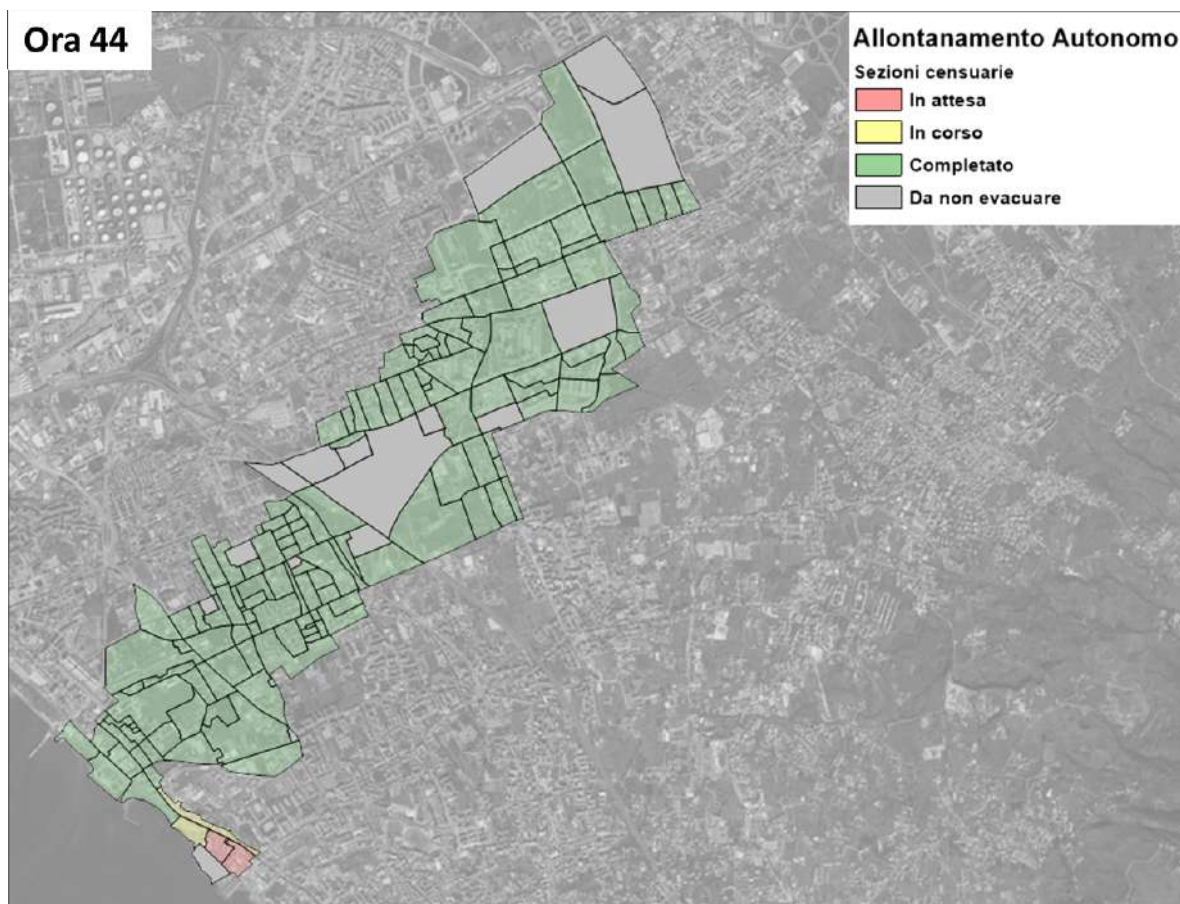 Ora 44
Allontanamento Autonomo
Sezioni censuarie
In attesa
In corso
Completato
Da non evacuare